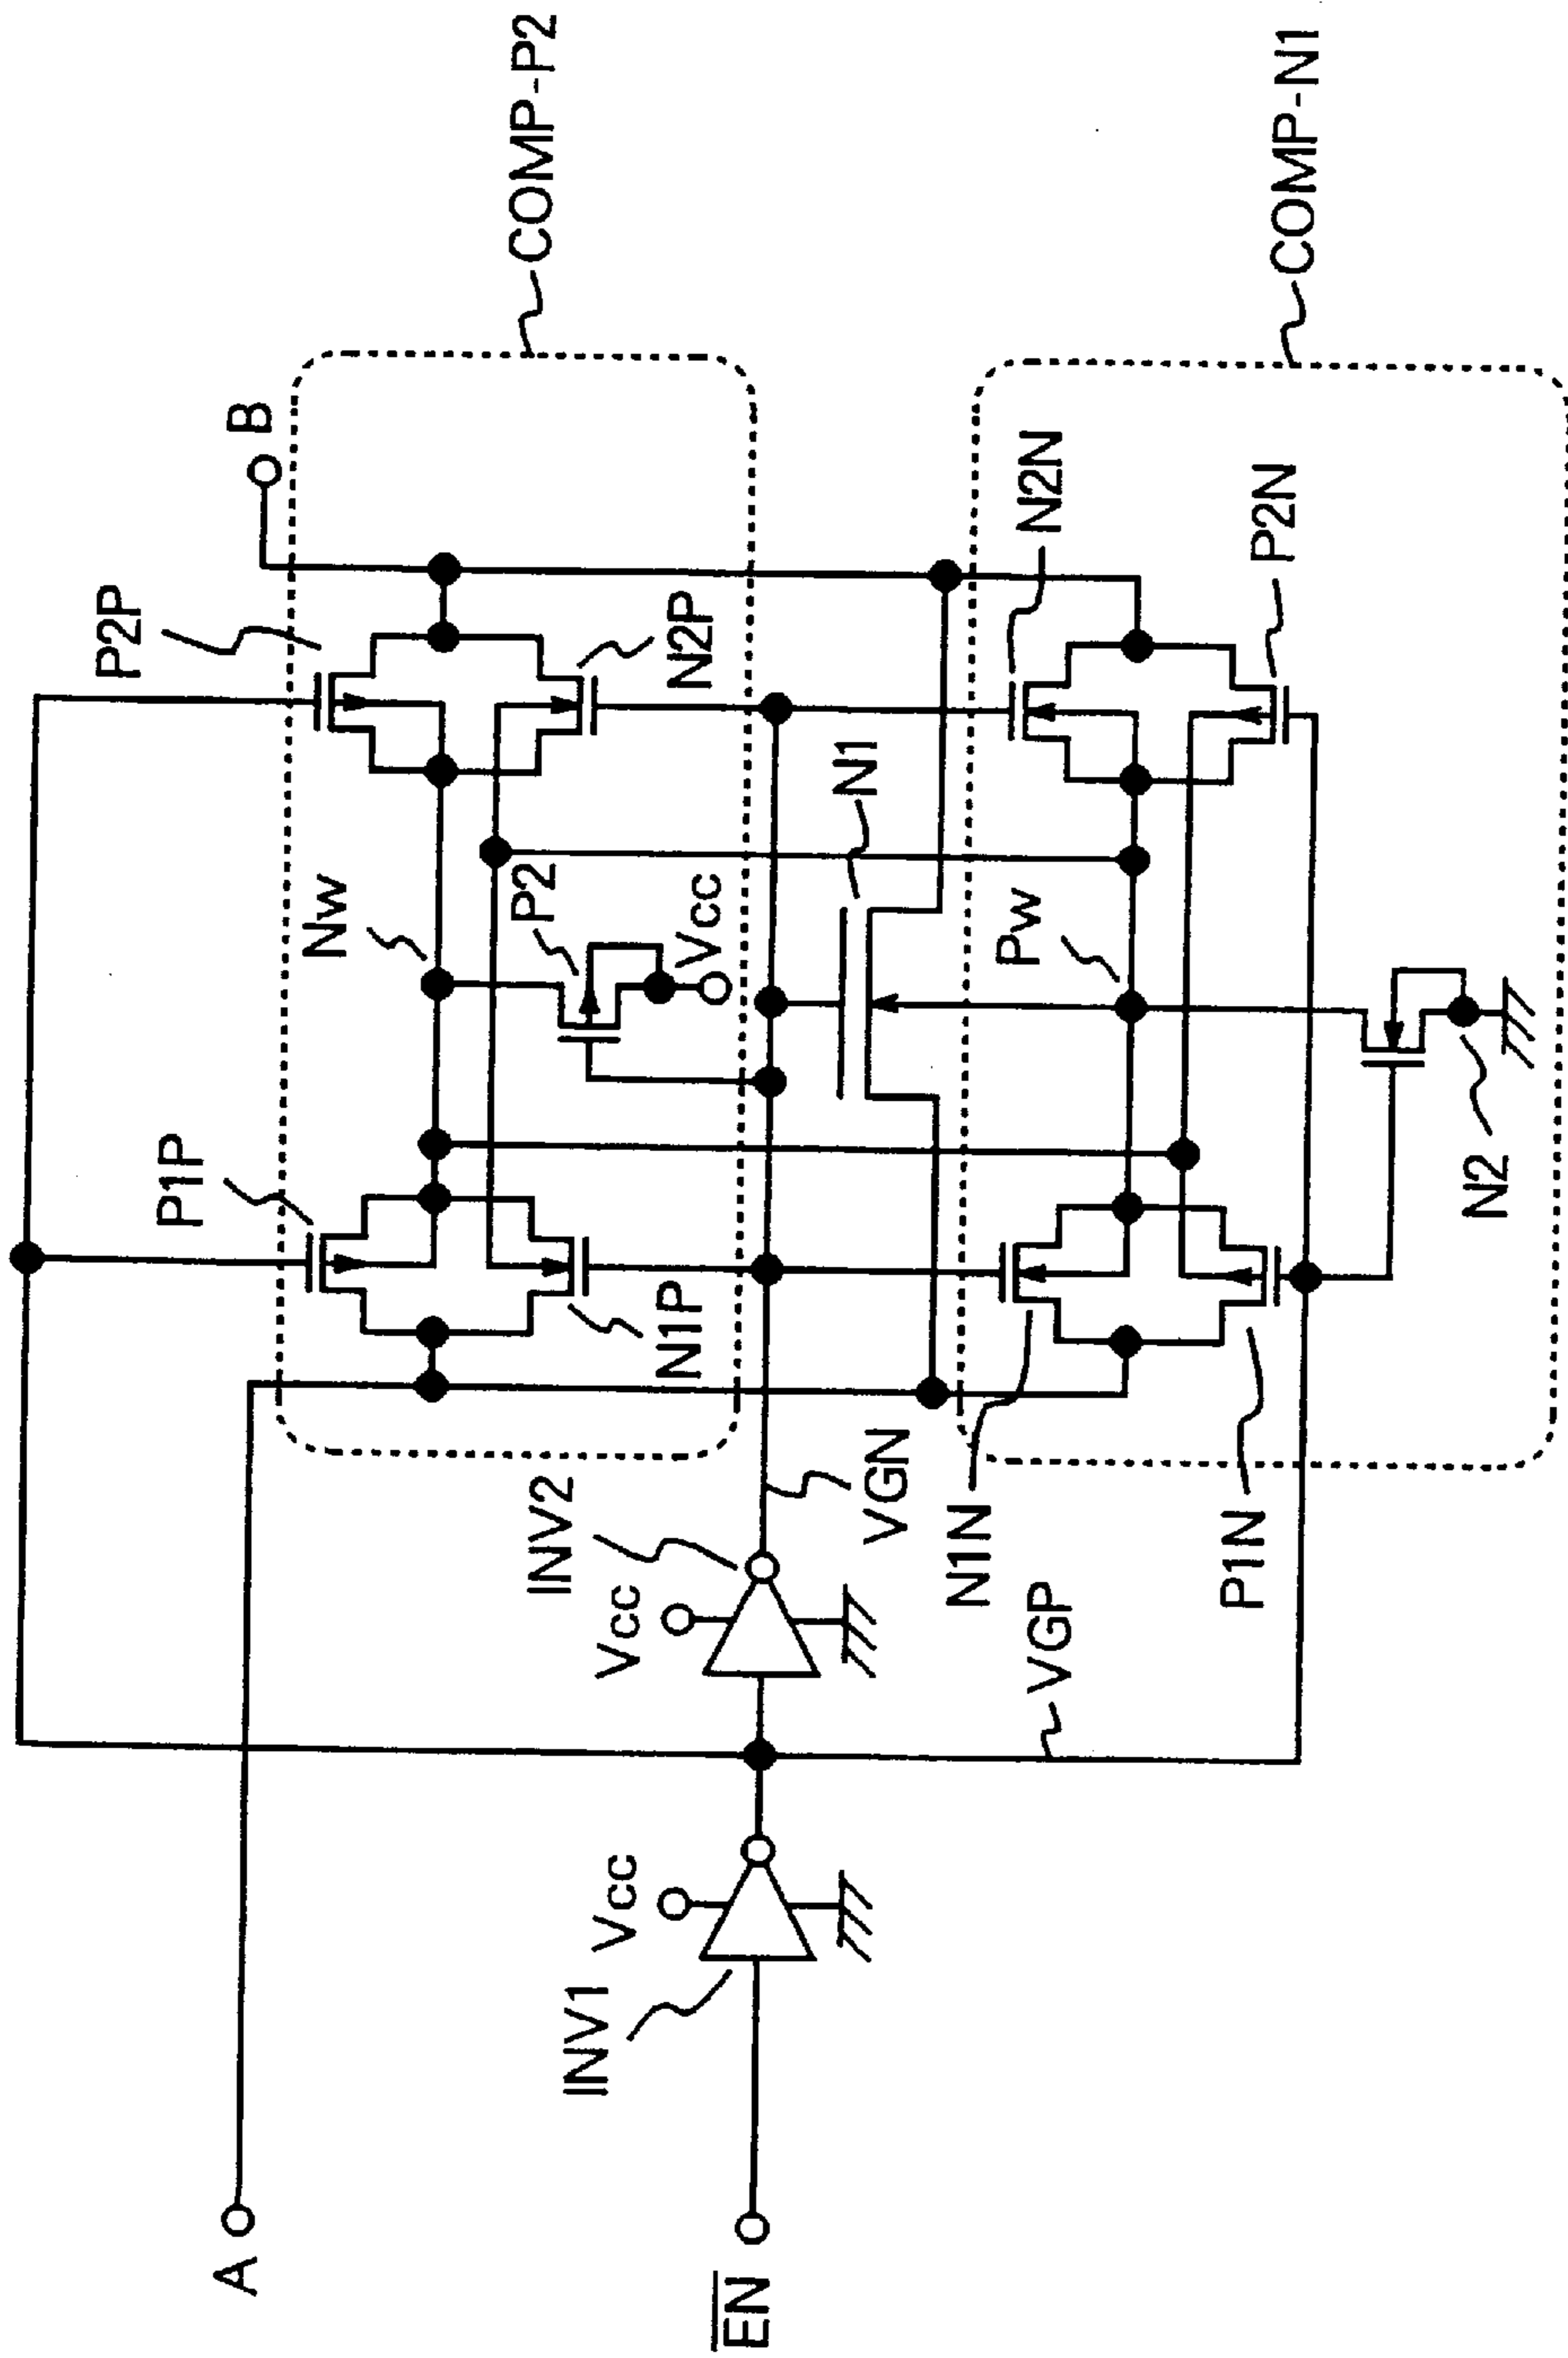 A
B
P1P
P2P
Nw
COMP-P2
P2
Vcc
N1P
N2P
EN
INV1
Vcc
INV2
Vcc
VGN
N1
N1N
N2N
Pw
VGP
P1N
P2N
N2
COMP-N1